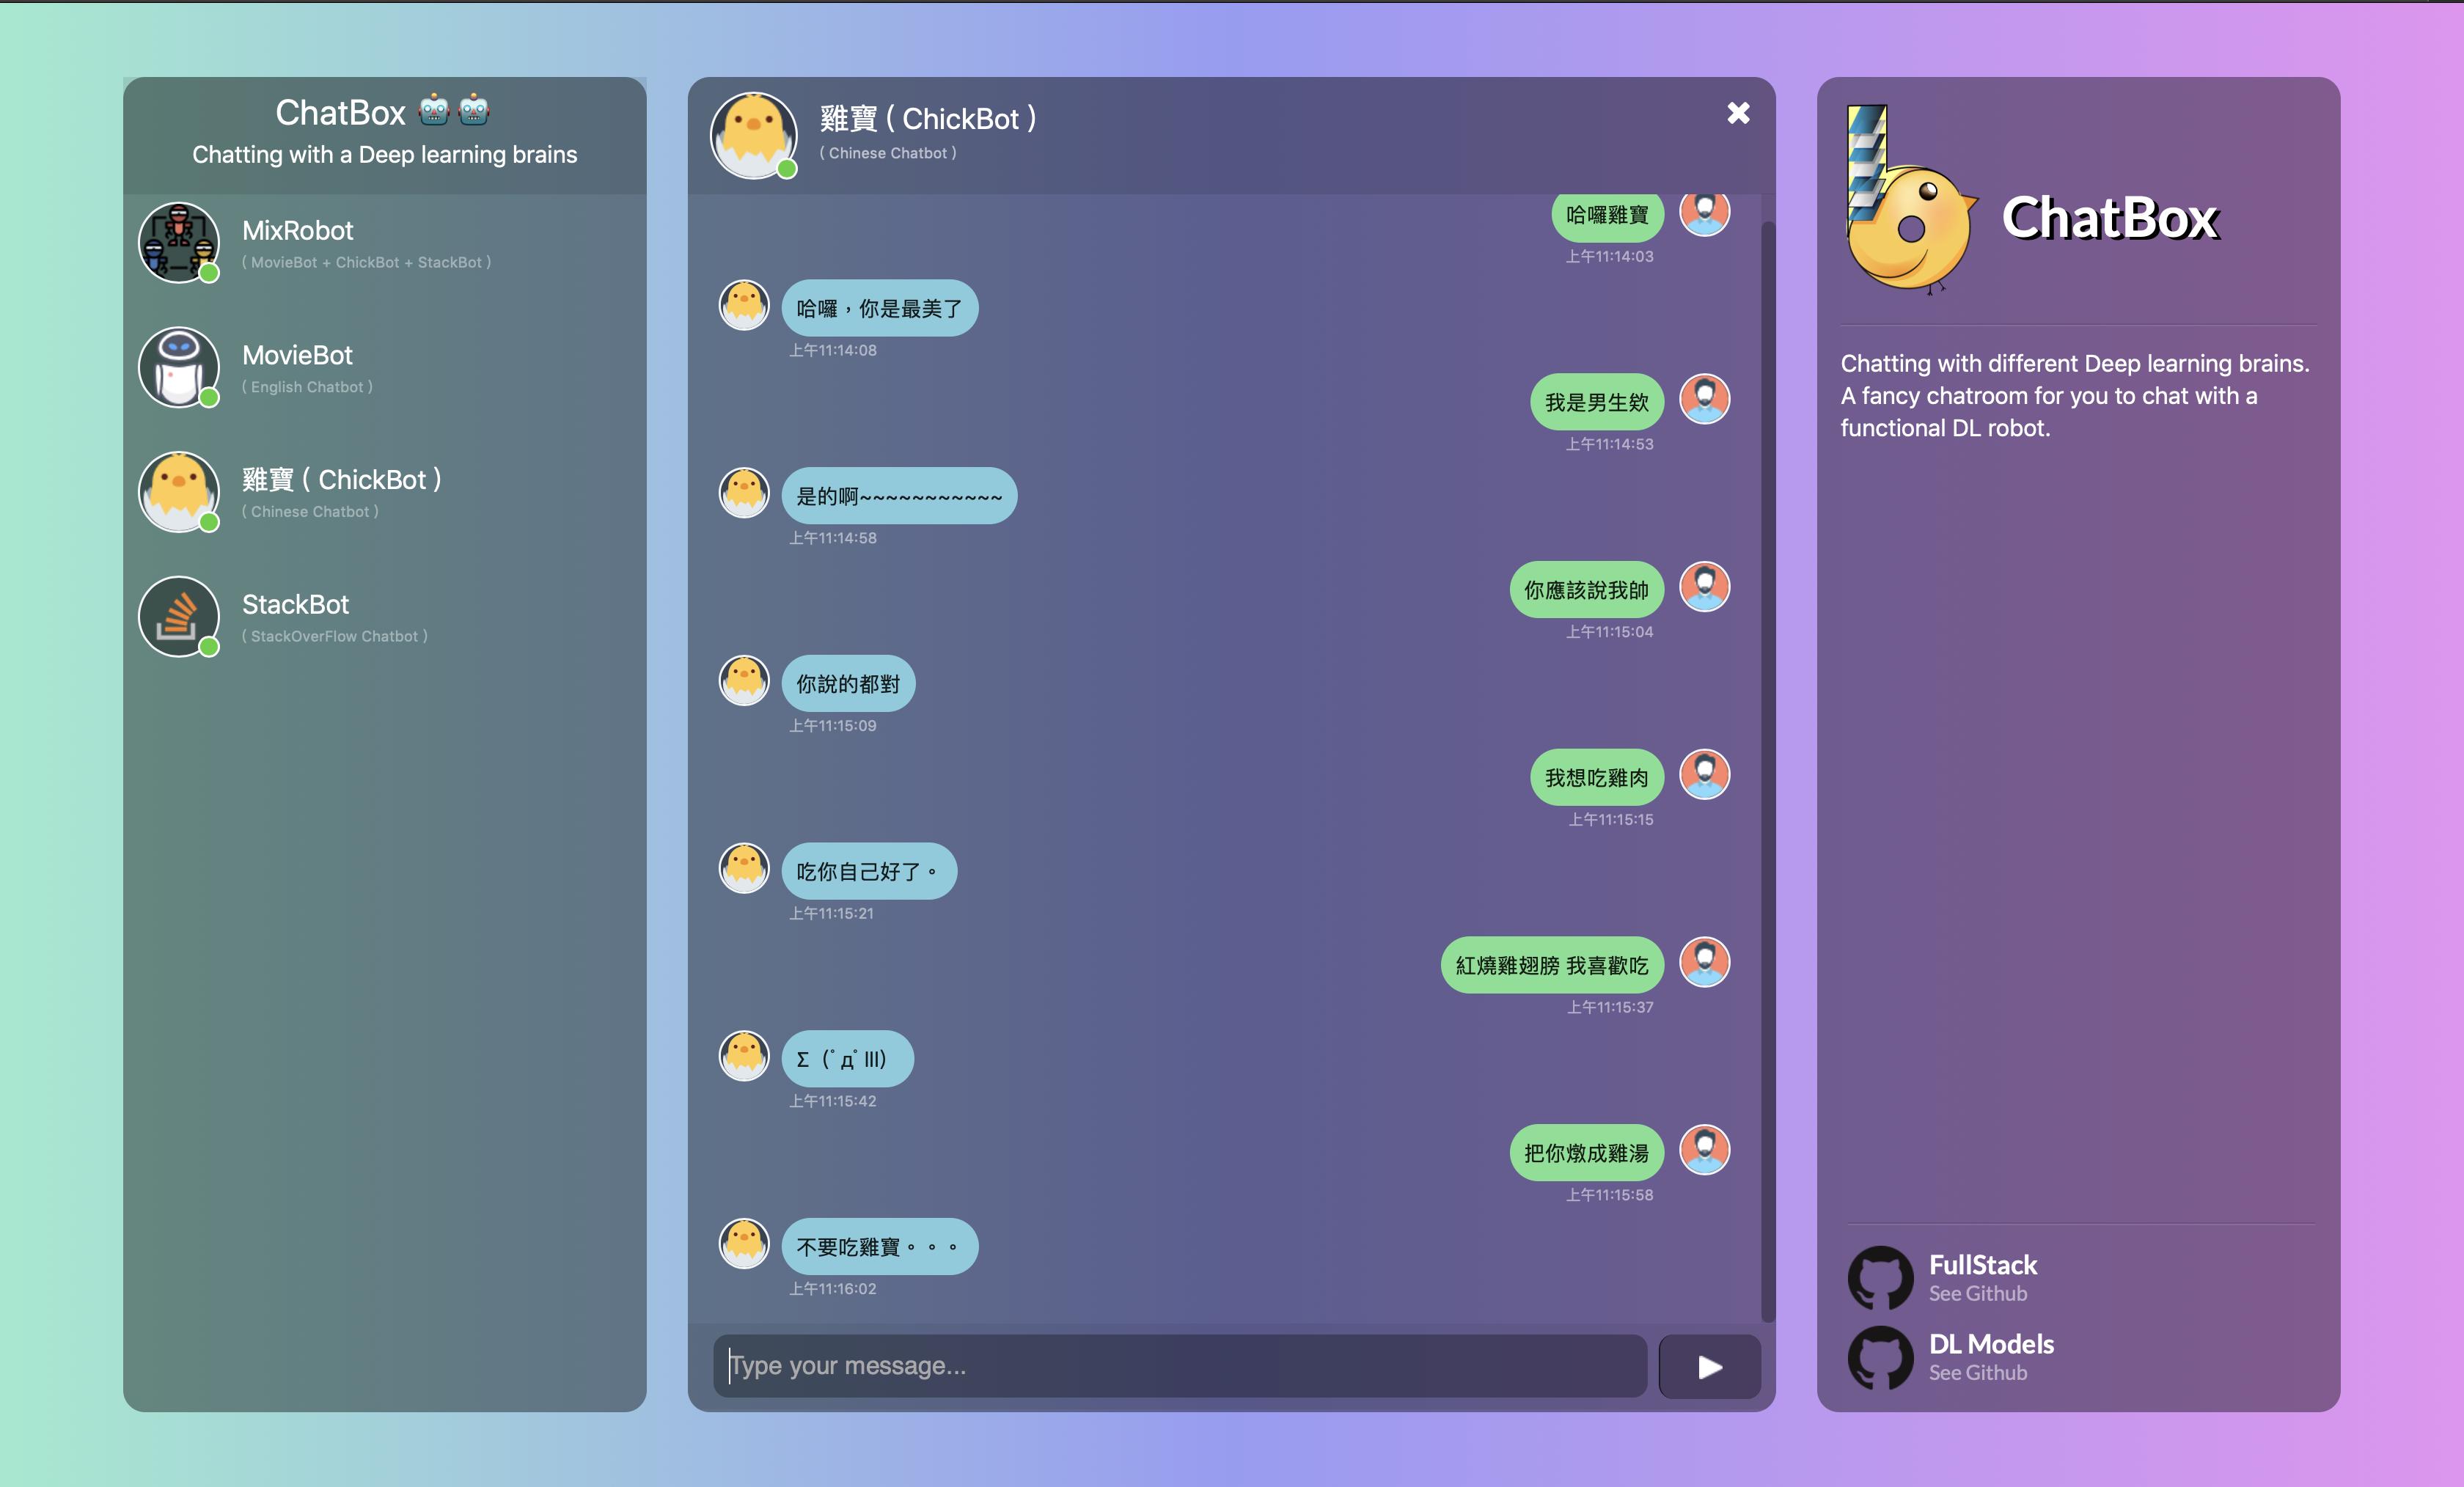 ChatBox 🤖🤖
Chatting with a Deep learning brains
MixRobot
( MovieBot + ChickBot + StackBot )
MovieBot
( English Chatbot )
雞寶 ( ChickBot )
( Chinese Chatbot )
StackBot
( StackOverFlow Chatbot )
雞寶 ( ChickBot )
( Chinese Chatbot )
哈囉雞寶
上午11:14:03
哈囉，你是最美了
上午11:14:08
我是男生欸
上午11:14:53
是的啊~~~~~~~~~~~
上午11:14:58
你應該說我帥
上午11:15:04
你說的都對
上午11:15:09
我想吃雞肉
上午11:15:15
吃你自己好了。
上午11:15:21
紅燒雞翅膀 我喜歡吃
上午11:15:37
Σ（ﾟдﾟlll）
上午11:15:42
把你燉成雞湯
上午11:15:58
不要吃雞寶。。。
上午11:16:02
Type your message...
ChatBox
Chatting with different Deep learning brains.
A fancy chatroom for you to chat with a
functional DL robot.
FullStack
See Github
DL Models
See Github